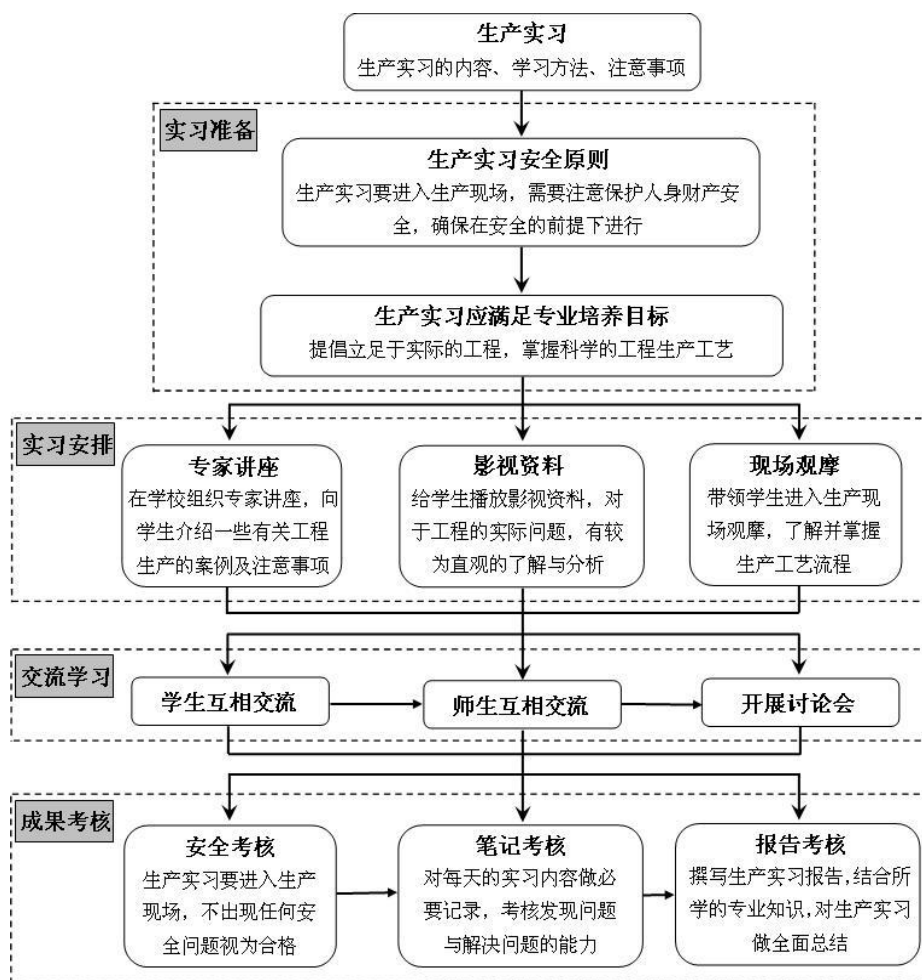 生产实习
生产实习的内容、学习方法、注意事项
实习准备
生产实习安全原则
生产实习要进入生产现场，需要注意保护人身财产安
全，确保在安全的前提下进行
生产实习应满足专业培养目标
提倡立足于实际的工程，掌握科学的工程生产工艺
实习安排
专家讲座
在学校组织专家讲座，向
学生介绍一些有关工程
生产的案例及注意事项
影视资料
给学生播放影视资料，对
于工程的实际问题，有较
为直观的了解与分析
现场观摩
带领学生进入生产现
场观摩，了解并掌握
生产工艺流程
交流学习
学生互相交流
师生互相交流
开展讨论会
成果考核
安全考核
生产实习要进入生产
现场，不出现任何安
全问题视为合格
笔记考核
对每天的实习内容做必
要记录，考核发现问题
与解决问题的能力
报告考核
撰写生产实习报告,结合所
学的专业知识,对生产实习
做全面总结